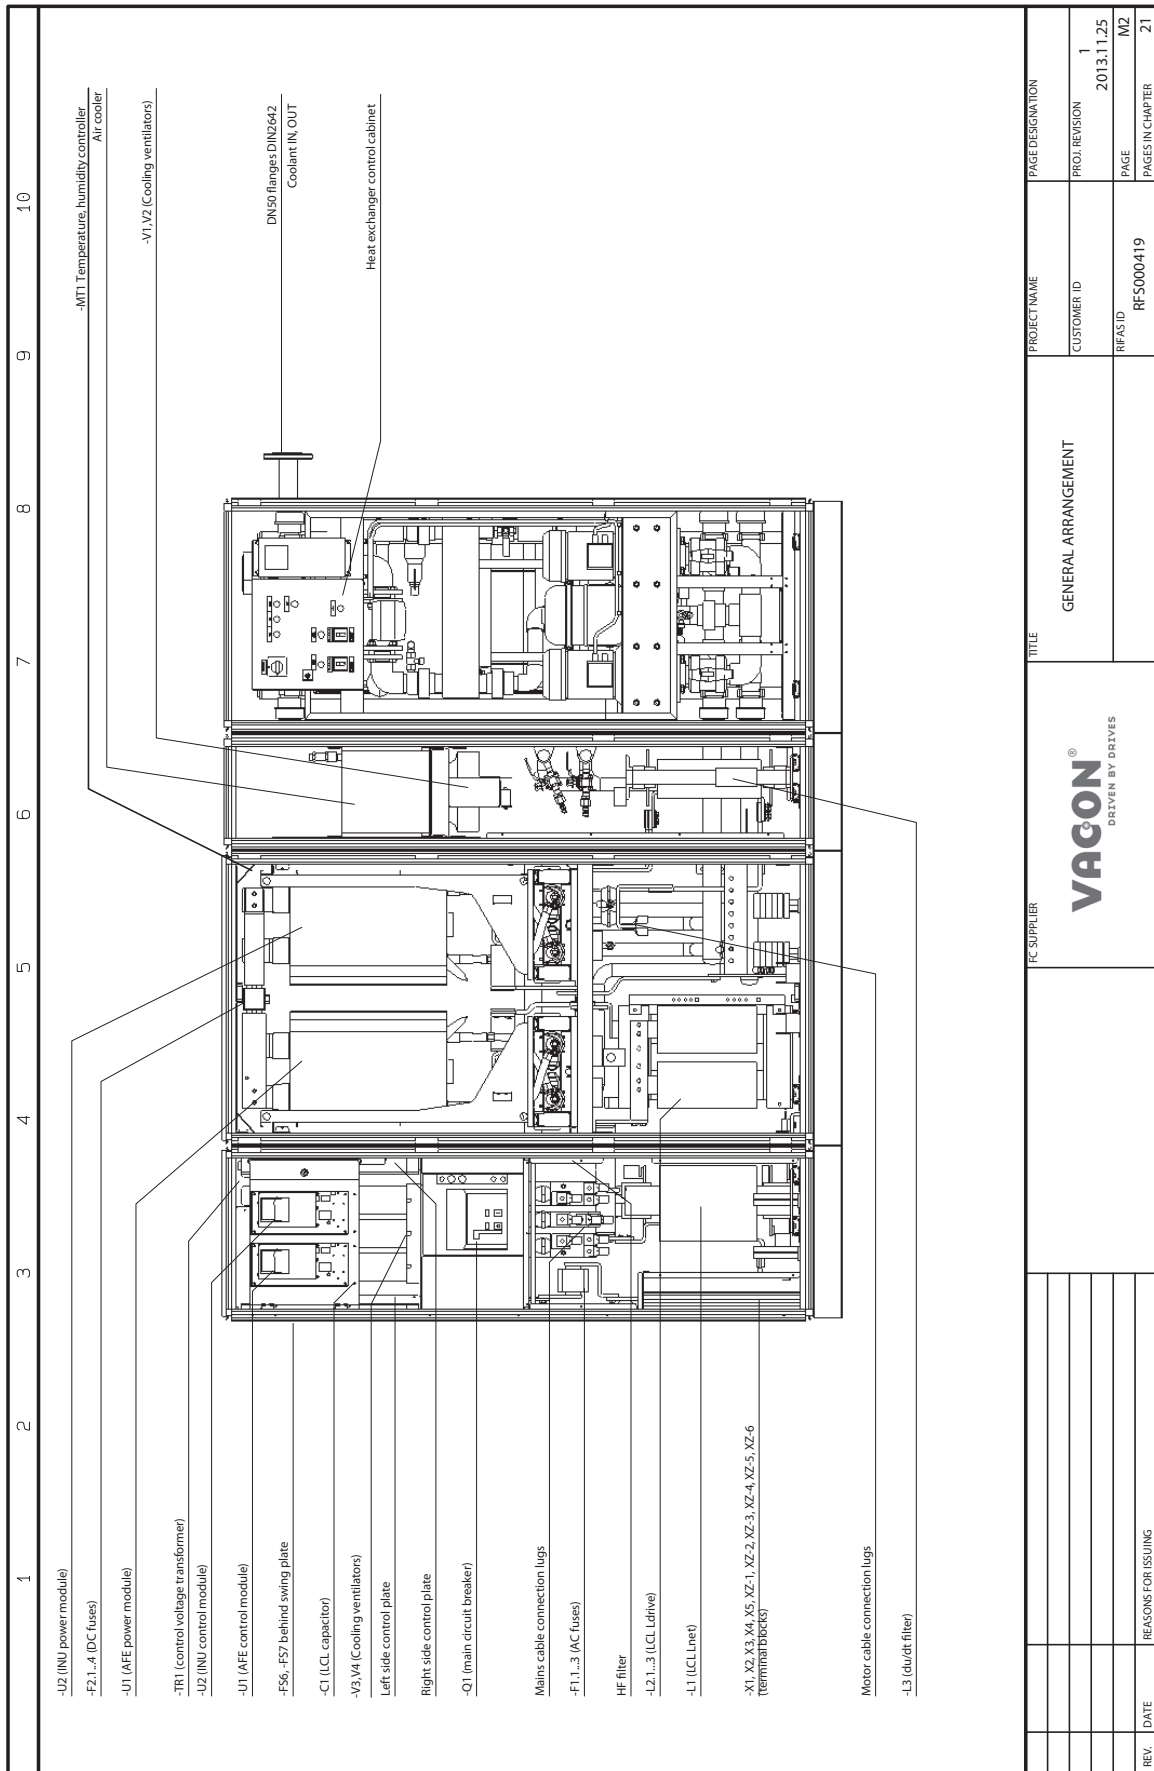 1
2
3
4
5
6
7
8
9
10
-U2 (INU power module)
-F2.1..4 (DC fuses)
-U1 (AFE power module)
-TR1 (control voltage transformer)
-U2 (INU control module)
-U1 (AFE control module)
-FS6, -FS7 behind swing plate
-C1 (LCL capacitor)
-V3,V4 (Cooling ventilators)
Left side control plate
Right side control plate
-Q1 (main circuit breaker)
Mains cable connection lugs
-F1.1..3 (AC fuses)
HF filter
-L2.1..3 (LCL Ldrive)
-L1 (LCL Lnet)
-X1, X2, X3, X4, X5, XZ-1, XZ-2, XZ-3, XZ-4, XZ-5, XZ-6
(terminal blocks)
Motor cable connection lugs
-L3 (du/dt filter)
-MT1 Temperature, humidity controller
Air cooler
-V1,V2 (Cooling ventilators)
DN50 flanges DIN2642
Coolant IN, OUT
Heat exchanger control cabinet
REV.
DATE
REASONS FOR ISSUING
FC SUPPLIER
VACON®
DRIVEN BY DRIVES
TITLE
GENERAL ARRANGEMENT
PROJECT NAME
CUSTOMER ID
RIFAS ID
RFS000419
PAGE DESIGNATION
PROJ. REVISION
1
2013.11.25
PAGE
M2
PAGES IN CHAPTER
21